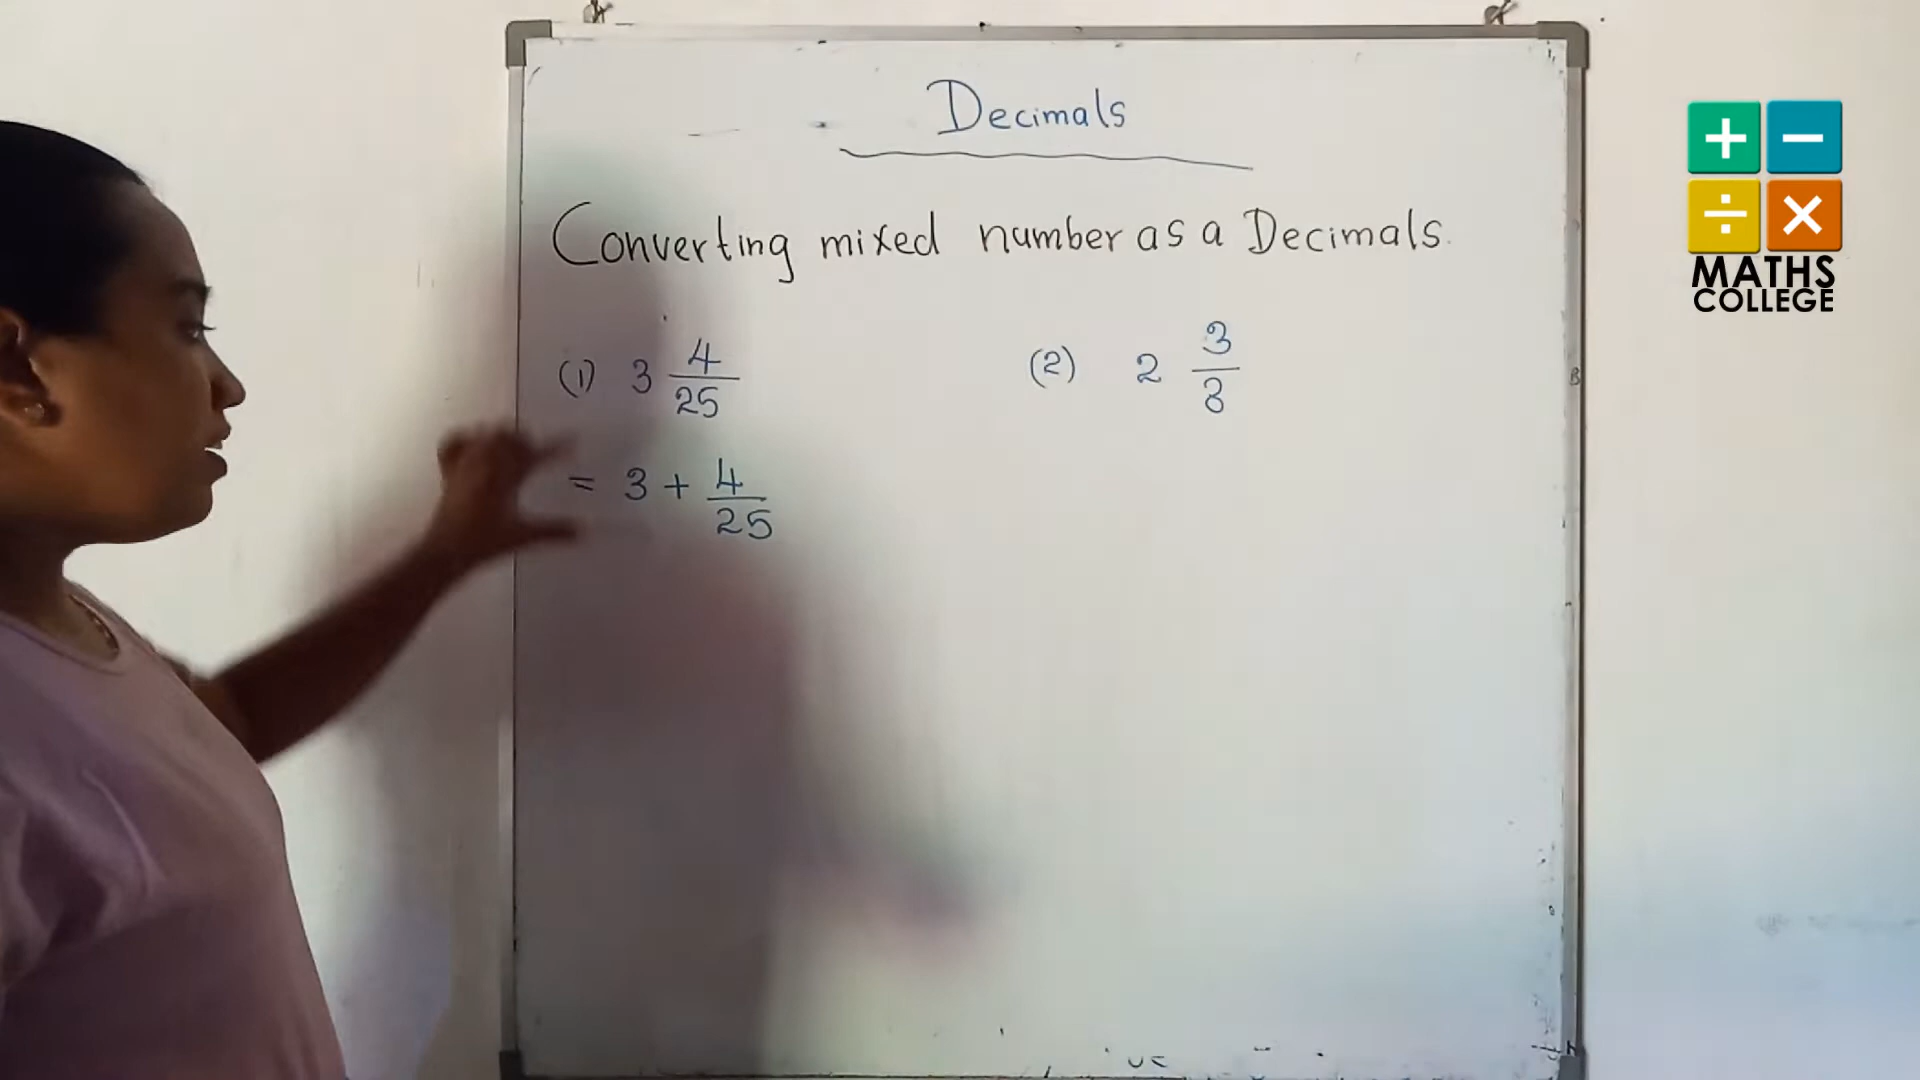 Decimals
Converting mixed number as a Decimals.
(1) 3 4/25
= 3 + 4/25
(2) 2 3/8
+ −
÷ ×
MATHS
COLLEGE